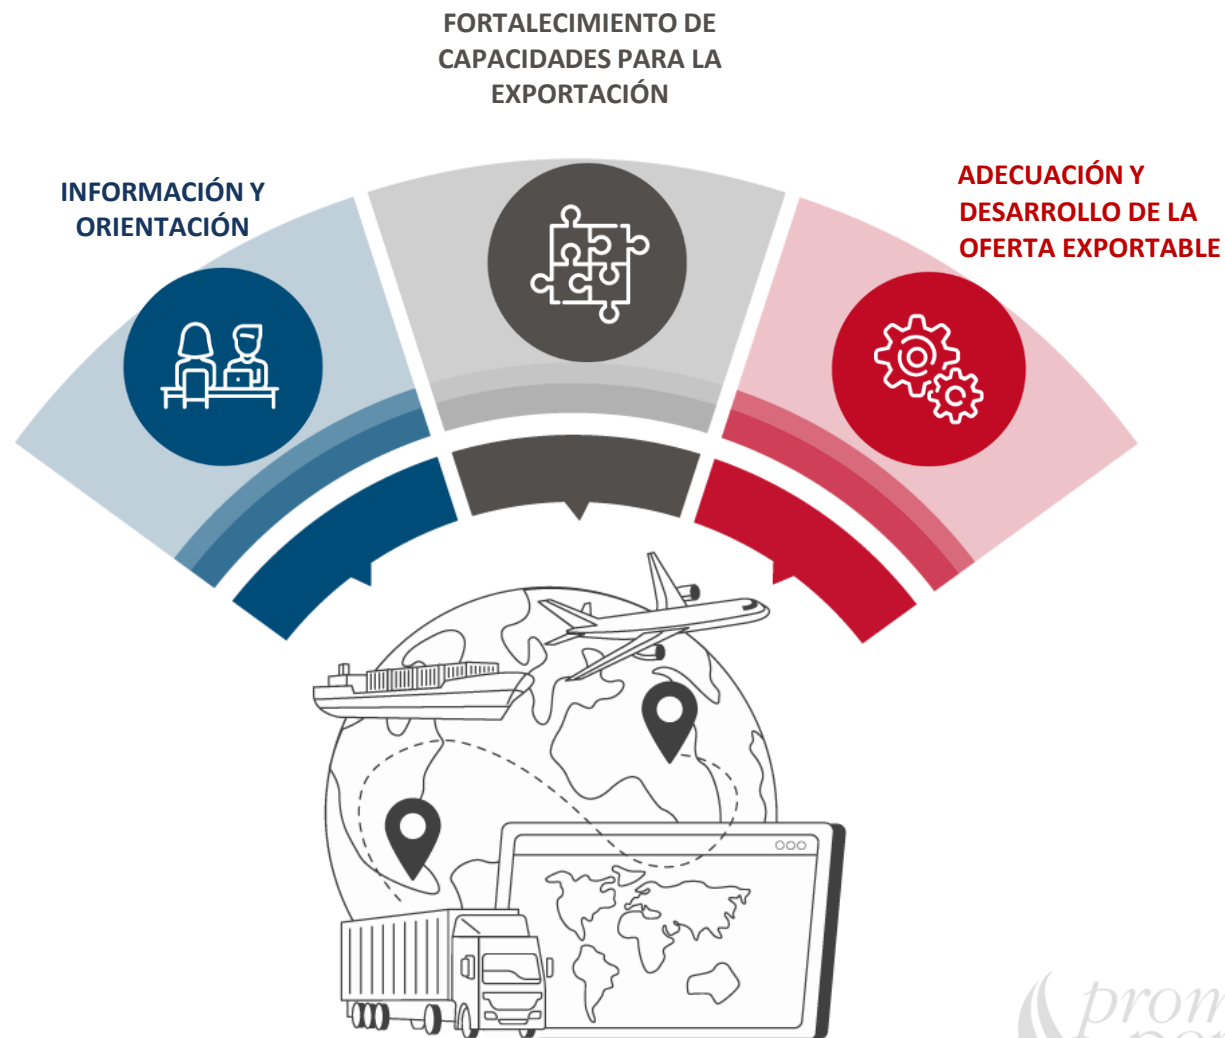 FORTALECIMIENTO DE
CAPACIDADES PARA LA
EXPORTACIÓN
INFORMACIÓN Y
ORIENTACIÓN
ADECUACIÓN Y
DESARROLLO DE LA
OFERTA EXPORTABLE